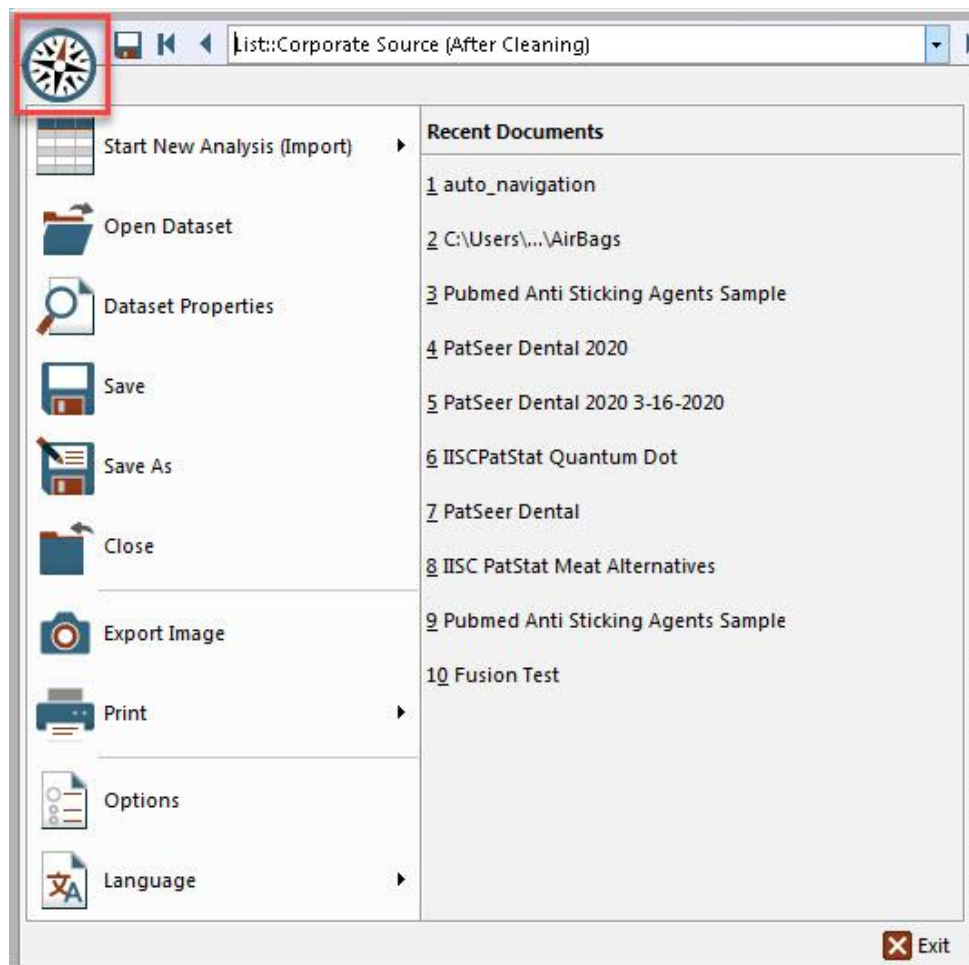 List::Corporate Source (After Cleaning)
Start New Analysis (Import)
Open Dataset
Dataset Properties
Save
Save As
Close
Export Image
Print
Options
Language
Recent Documents
1 auto_navigation
2 C:\Users\...\AirBags
3 Pubmed Anti Sticking Agents Sample
4 PatSeer Dental 2020
5 PatSeer Dental 2020 3-16-2020
6 IISCPatStat Quantum Dot
7 PatSeer Dental
8 IISC PatStat Meat Alternatives
9 Pubmed Anti Sticking Agents Sample
10 Fusion Test
Exit